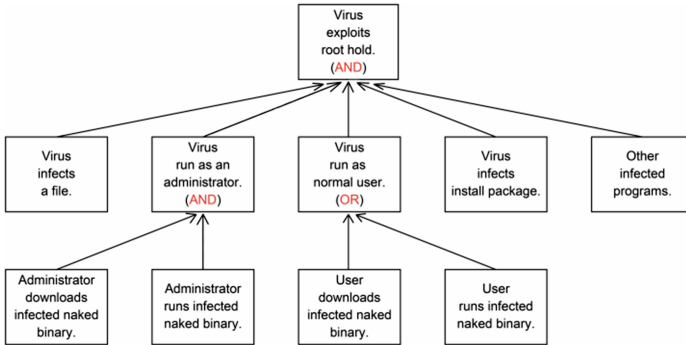 Virus
exploits
root hold.
(AND)
Virus
infects
a file.
Virus
run as an
administrator.
(AND)
Virus
run as
normal user.
(OR)
Virus
infects
install package.
Other
infected
programs.
Administrator
downloads
infected naked
binary.
Administrator
runs infected
naked binary.
User
downloads
infected naked
binary.
User
runs infected
naked binary.